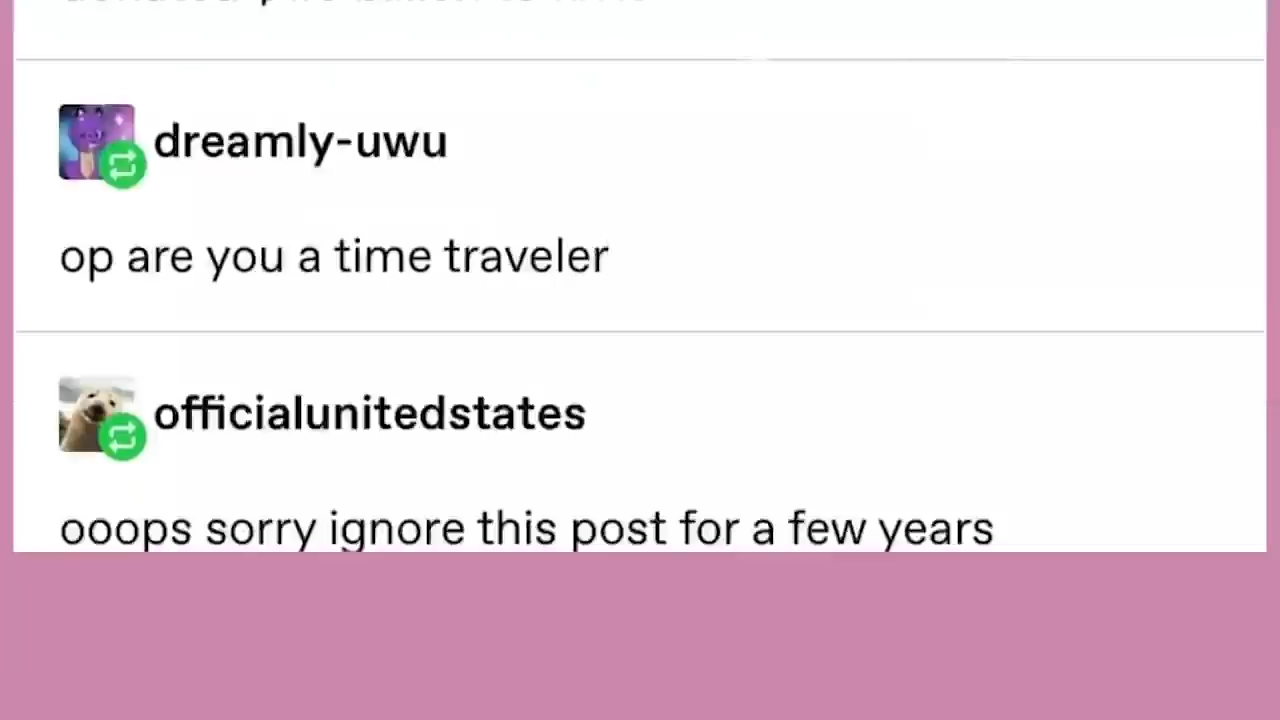 dreamly-uwu
op are you a time traveler
officialunitedstates
ooops sorry ignore this post for a few years